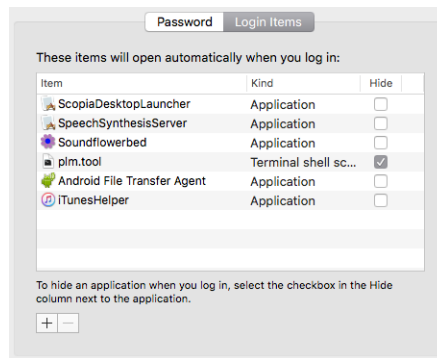 Password Login Items
These items will open automatically when you log in:
Item Kind Hide
ScopiaDesktopLauncher Application
SpeechSynthesisServer Application
Soundflowerbed Application
plm.tool Terminal shell sc...
Android File Transfer Agent Application
iTunesHelper Application
To hide an application when you log in, select the checkbox in the Hide
column next to the application.
+ −